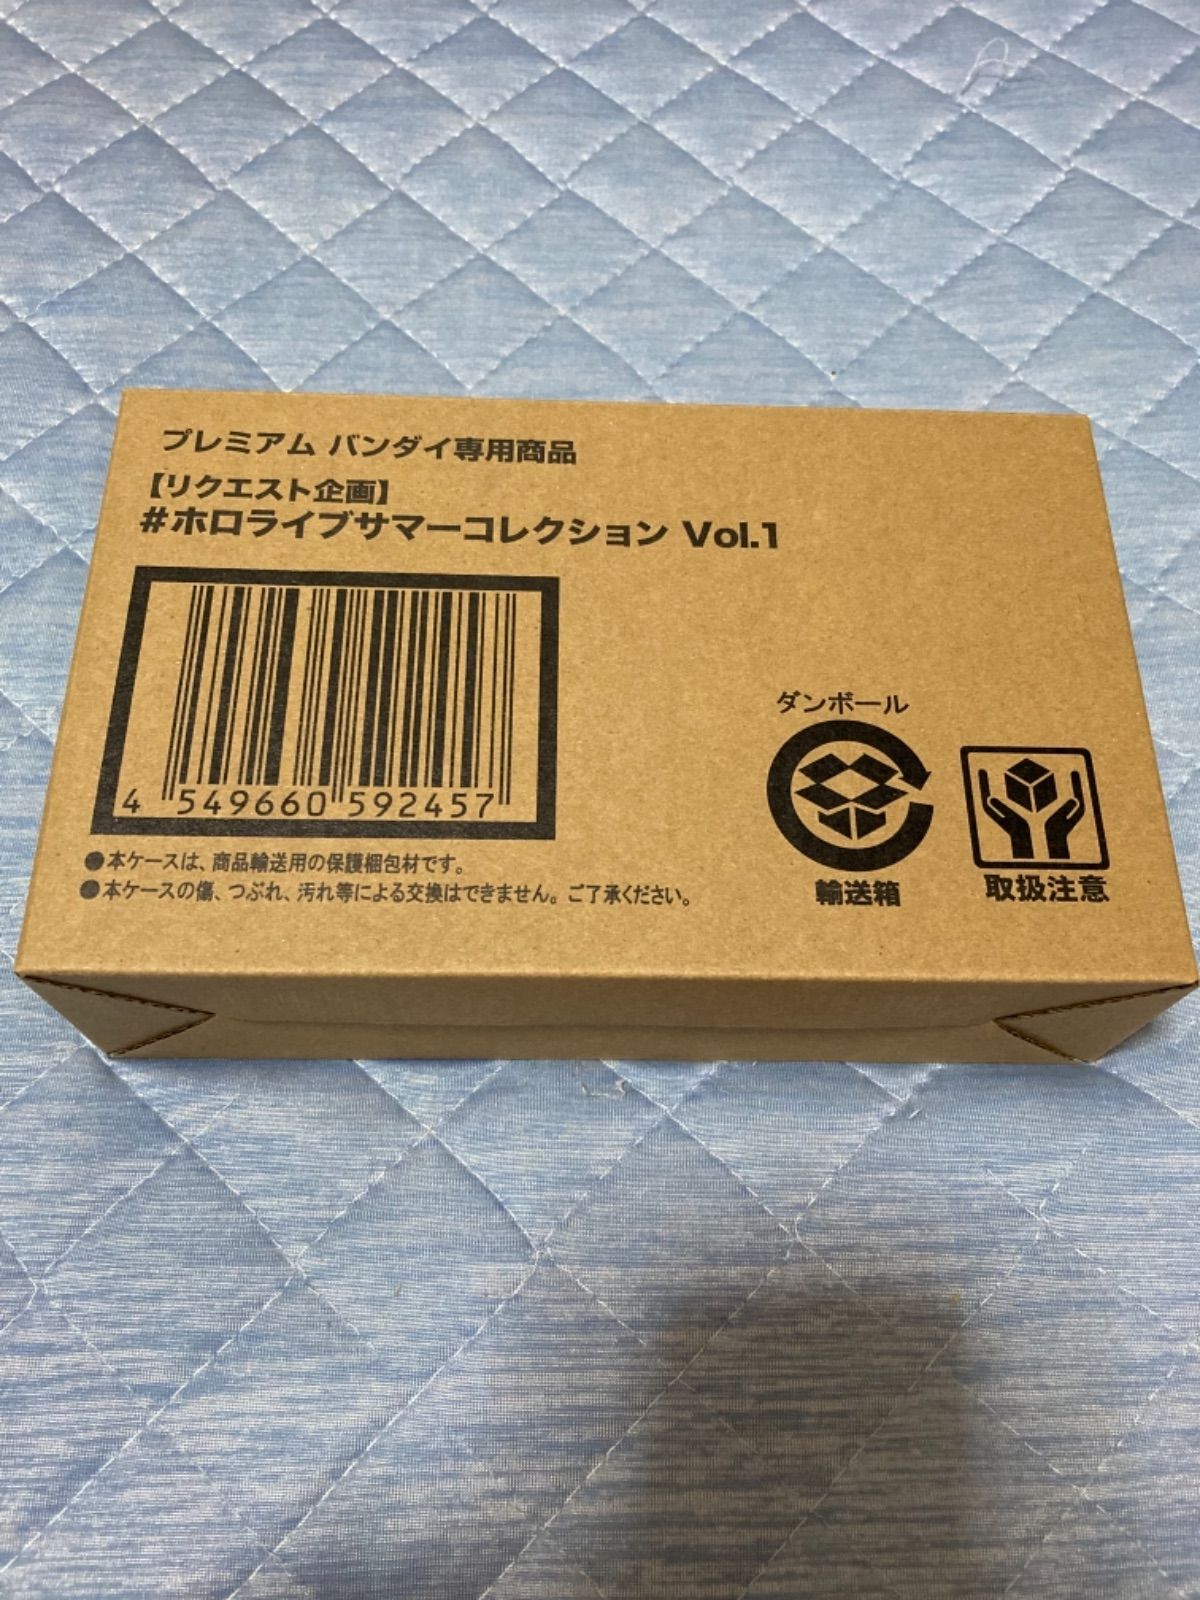 プレミアム バンダイ専用商品
【リクエスト企画】
#ホロライブサマーコレクション Vol.1
4 549660 592457
●本ケースは、商品輸送用の保護梱包材です。
●本ケースの傷、つぶれ、汚れ等による交換はできません。ご了承ください。
ダンボール
輸送箱
取扱注意